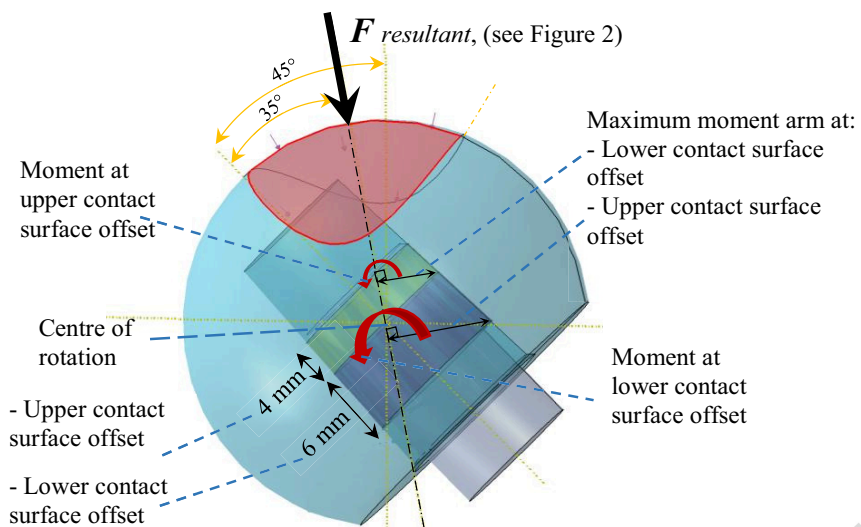 F resultant, (see Figure 2)
45°
35°
Maximum moment arm at:
- Lower contact surface
offset
- Upper contact surface
offset
Moment at
upper contact
surface offset
Centre of
rotation
4 mm
6 mm
- Upper contact
surface offset
- Lower contact
surface offset
Moment at
lower contact
surface offset